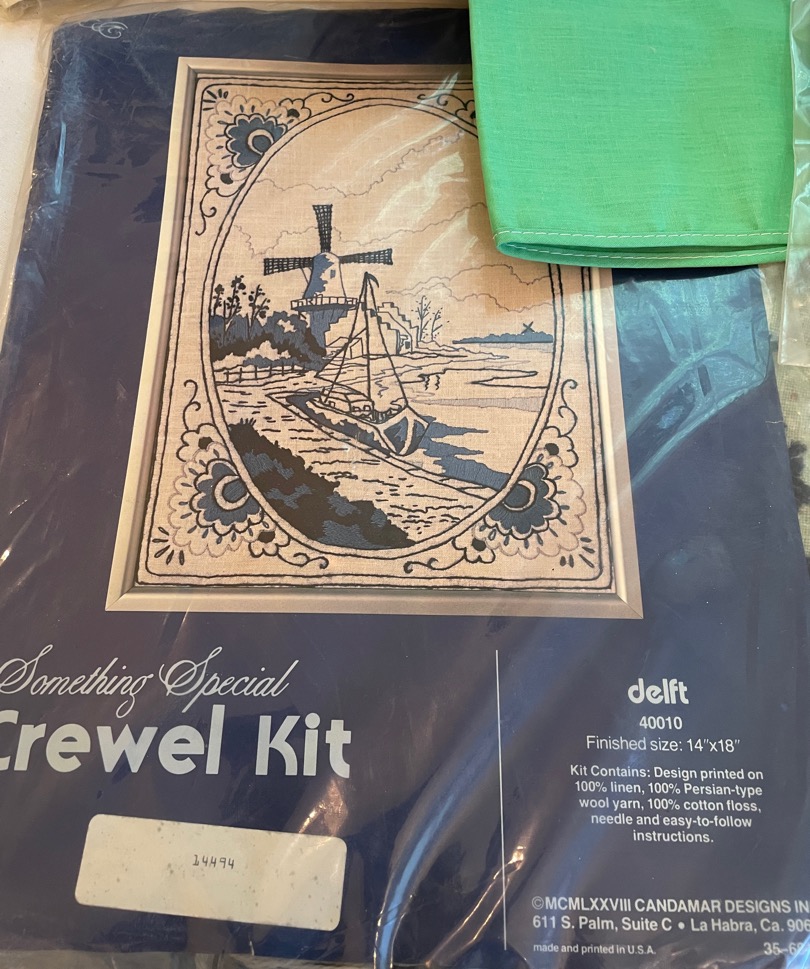 Something Special
Crewel Kit
14494
delft
40010
Finished size: 14"x18"
Kit Contains: Design printed on
100% linen, 100% Persian-type
wool yarn, 100% cotton floss,
needle and easy-to-follow
instructions.
©MCMLXXVIII CANDAMAR DESIGNS IN
611 S. Palm, Suite C • La Habra, Ca. 906
made and printed in U.S.A.